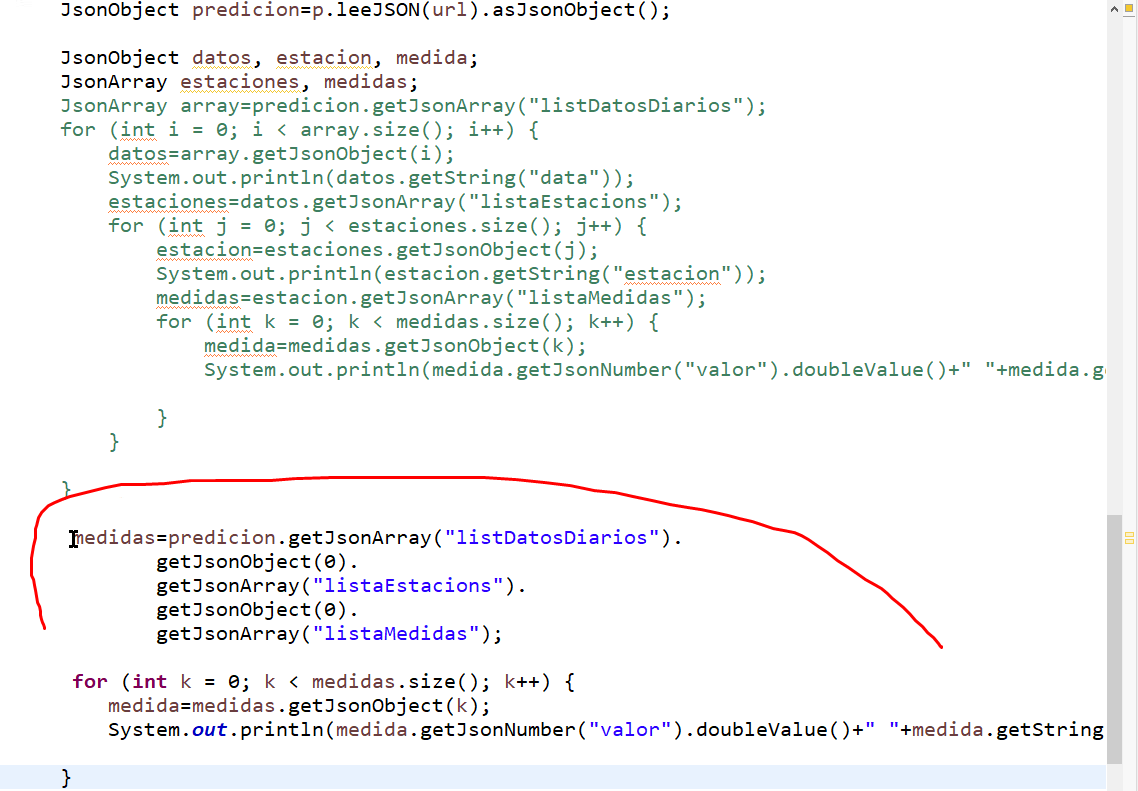 JsonObject predicion=p.leeJSON(url).asJsonObject();
JsonObject datos, estacion, medida;
JsonArray estaciones, medidas;
JsonArray array=predicion.getJsonArray("listDatosDiarios");
for (int i = 0; i < array.size(); i++) {
datos=array.getJsonObject(i);
System.out.println(datos.getString("data"));
estaciones=datos.getJsonArray("listaEstacions");
for (int j = 0; j < estaciones.size(); j++) {
estacion=estaciones.getJsonObject(j);
System.out.println(estacion.getString("estacion"));
medidas=estacion.getJsonArray("listaMedidas");
for (int k = 0; k < medidas.size(); k++) {
medida=medidas.getJsonObject(k);
System.out.println(medida.getJsonNumber("valor").doubleValue()+" "+medida.g
}
}
}
medidas=predicion.getJsonArray("listDatosDiarios").
getJsonObject(0).
getJsonArray("listaEstacions").
getJsonObject(0).
getJsonArray("listaMedidas");
for (int k = 0; k < medidas.size(); k++) {
medida=medidas.getJsonObject(k);
System.out.println(medida.getJsonNumber("valor").doubleValue()+" "+medida.getString
}